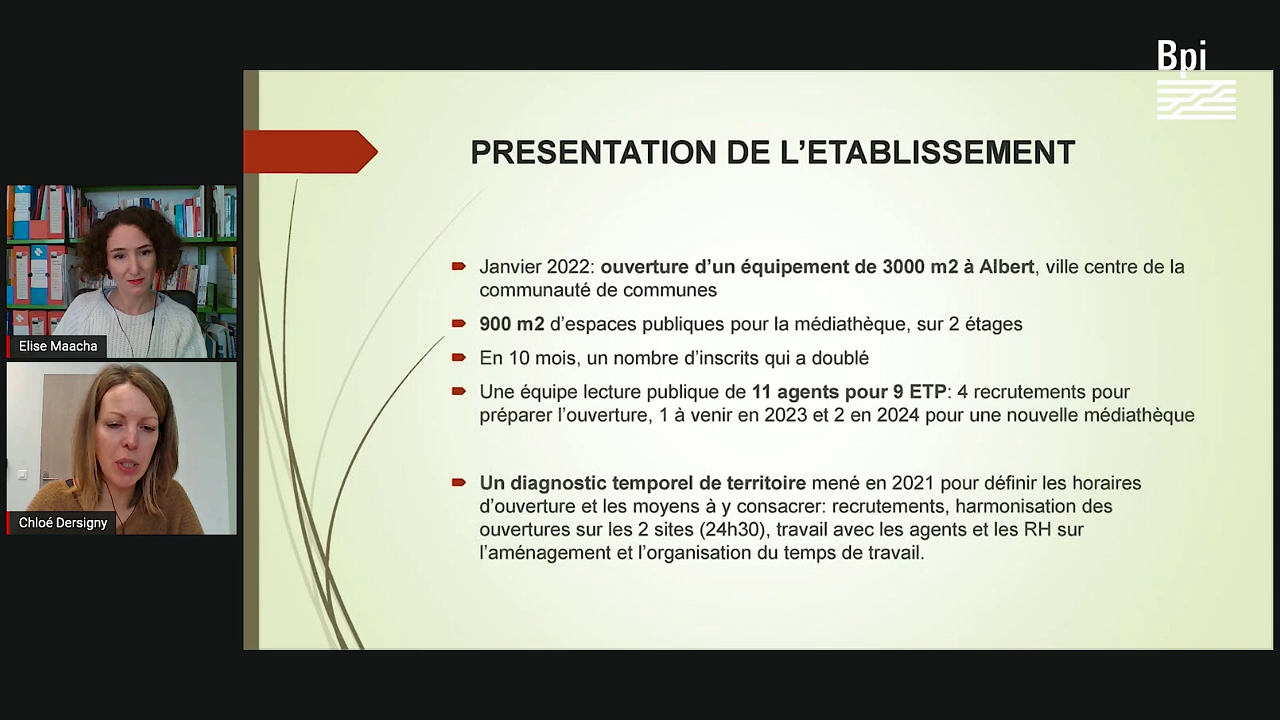 Bpi
PRESENTATION DE L’ETABLISSEMENT
Janvier 2022: ouverture d’un équipement de 3000 m2 à Albert, ville centre de la
communauté de communes
900 m2 d’espaces publiques pour la médiathèque, sur 2 étages
En 10 mois, un nombre d’inscrits qui a doublé
Une équipe lecture publique de 11 agents pour 9 ETP: 4 recrutements pour
préparer l’ouverture, 1 à venir en 2023 et 2 en 2024 pour une nouvelle médiathèque
Un diagnostic temporel de territoire mené en 2021 pour définir les horaires
d’ouverture et les moyens à y consacrer: recrutements, harmonisation des
ouvertures sur les 2 sites (24h30), travail avec les agents et les RH sur
l’aménagement et l’organisation du temps de travail.
Elise Maacha
Chloé Dersigny